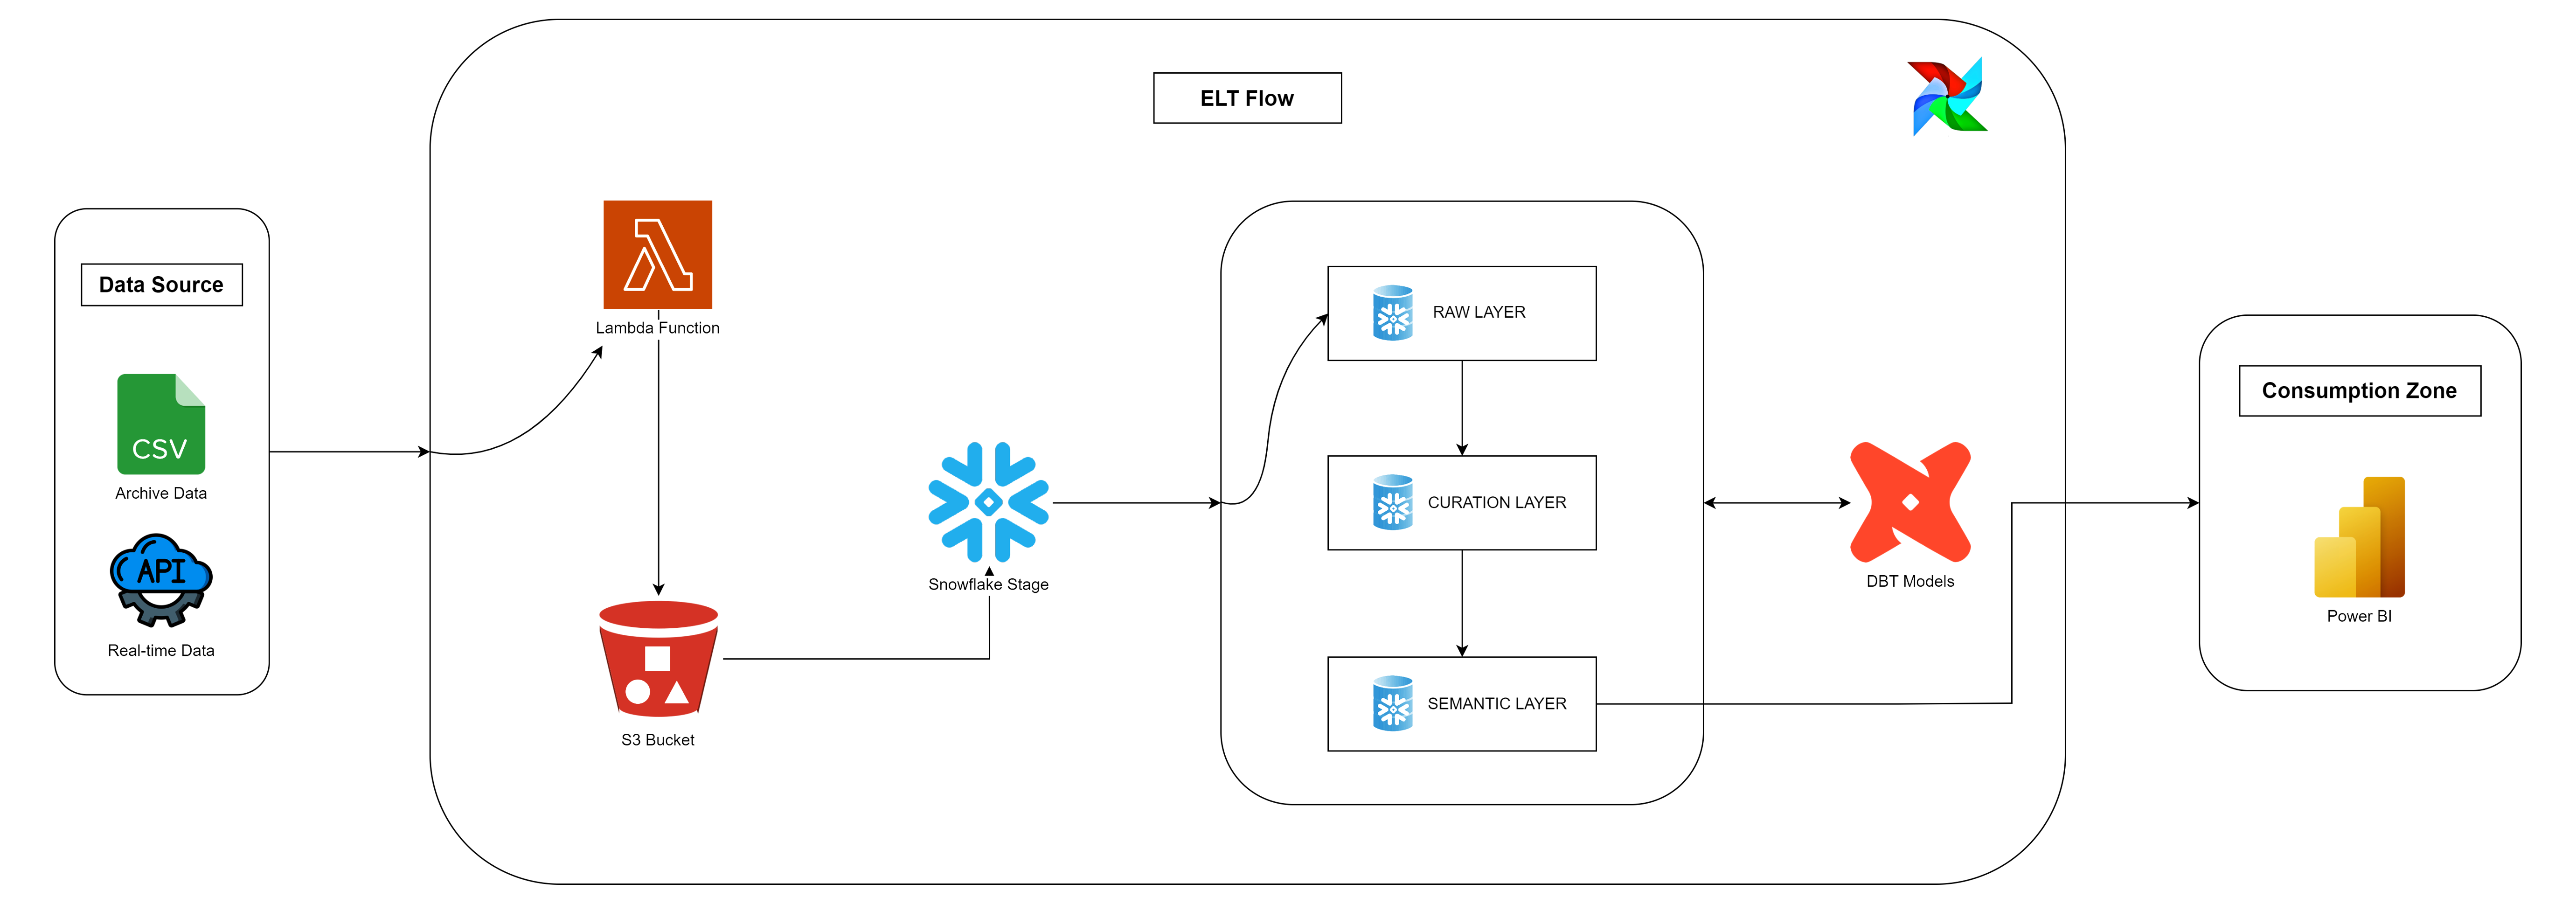 ELT Flow
Data Source
CSV
Archive Data
API
Real-time Data
Lambda Function
S3 Bucket
Snowflake Stage
RAW LAYER
CURATION LAYER
SEMANTIC LAYER
DBT Models
Consumption Zone
Power BI